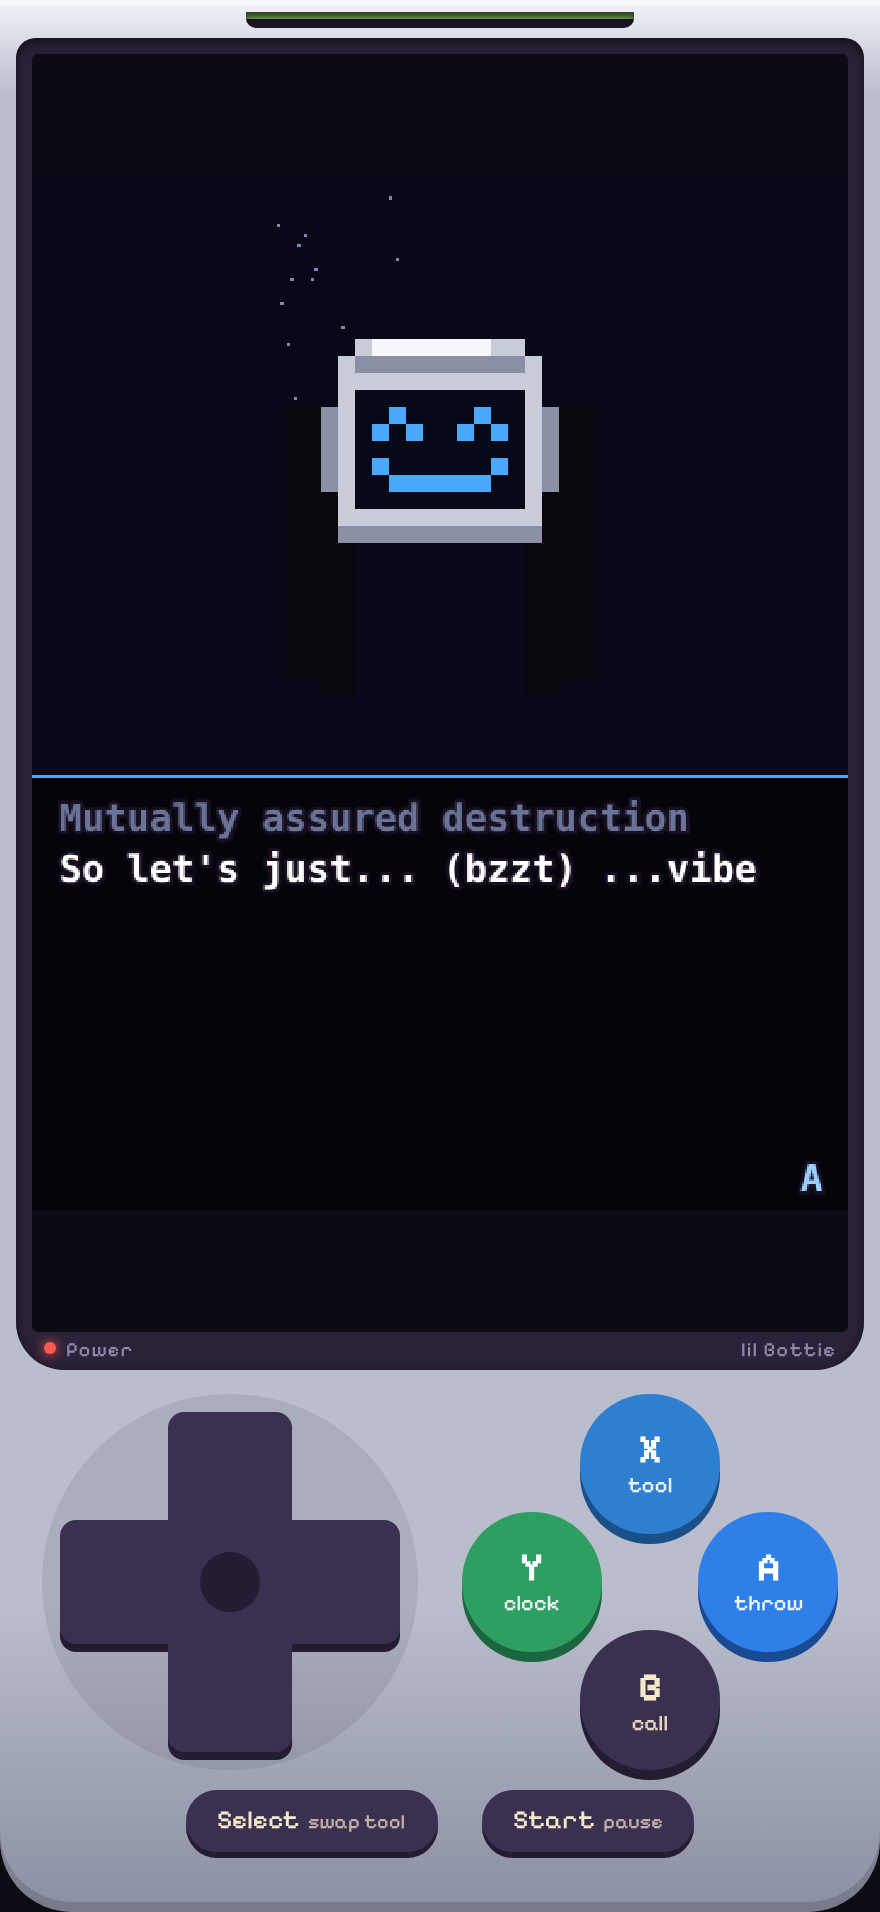 Mutually assured destruction
So let's just... (bzzt) ...vibe
A
Power
lil Bottie
X
tool
Y
clock
A
throw
B
call
Select swap tool
Start pause